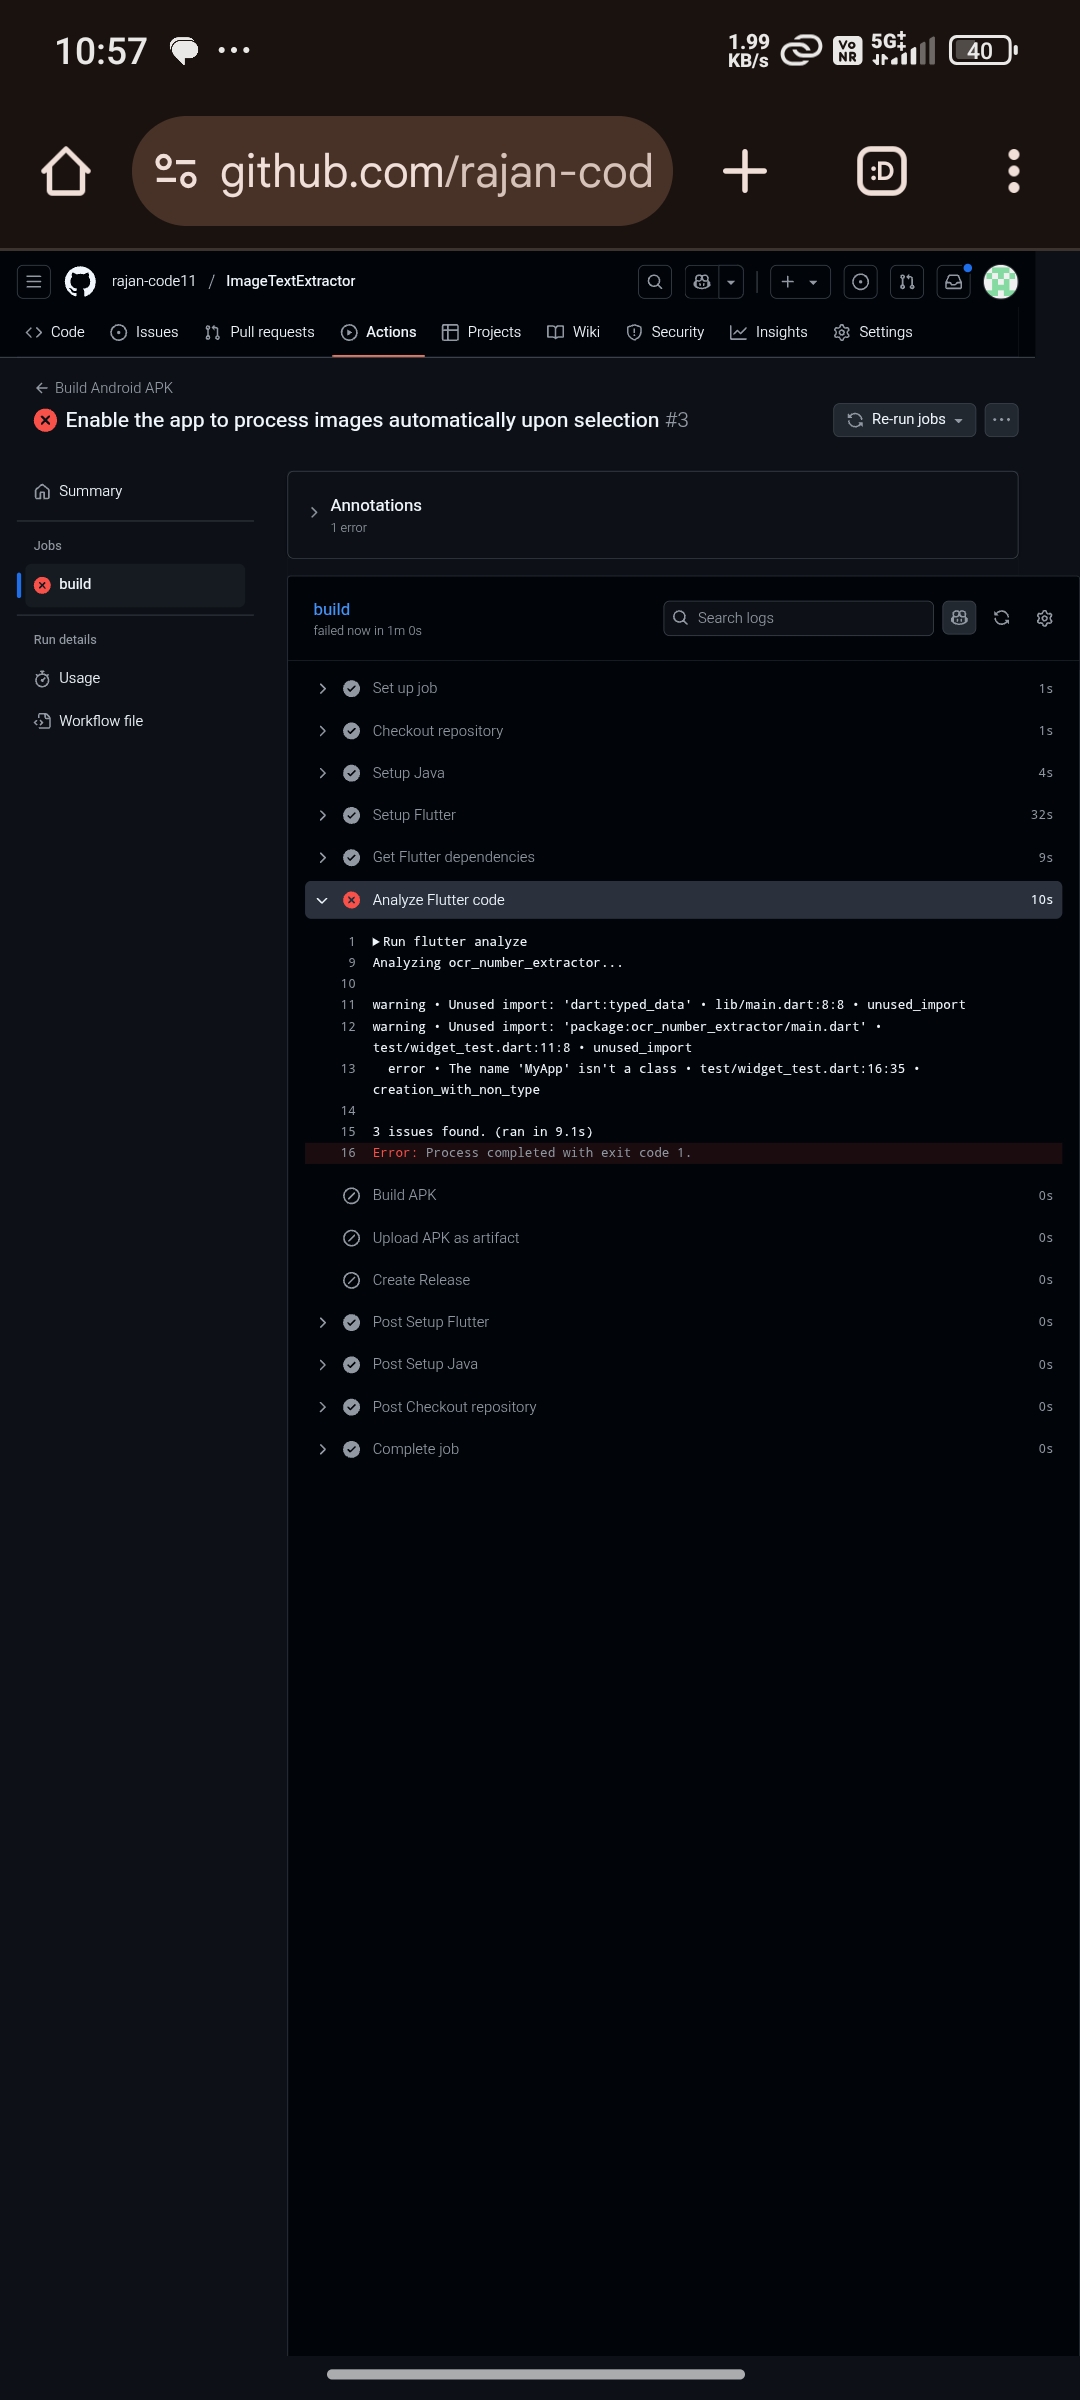 10:57
1.99
KB/s
Vo
NR
5G
40
github.com/rajan-cod
:D
rajan-code11 / ImageTextExtractor
Code
Issues
Pull requests
Actions
Projects
Wiki
Security
Insights
Settings
Build Android APK
Enable the app to process images automatically upon selection #3
Re-run jobs
Summary
Jobs
build
Run details
Usage
Workflow file
Annotations
1 error
build
failed now in 1m 0s
Search logs
Set up job 1s
Checkout repository 1s
Setup Java 4s
Setup Flutter 32s
Get Flutter dependencies 9s
Analyze Flutter code 10s
1 Run flutter analyze
9 Analyzing ocr_number_extractor...
10
11 warning • Unused import: 'dart:typed_data' • lib/main.dart:8:8 • unused_import
12 warning • Unused import: 'package:ocr_number_extractor/main.dart' •
test/widget_test.dart:11:8 • unused_import
13 error • The name 'MyApp' isn't a class • test/widget_test.dart:16:35 •
creation_with_non_type
14
15 3 issues found. (ran in 9.1s)
16 Error: Process completed with exit code 1.
Build APK 0s
Upload APK as artifact 0s
Create Release 0s
Post Setup Flutter 0s
Post Setup Java 0s
Post Checkout repository 0s
Complete job 0s